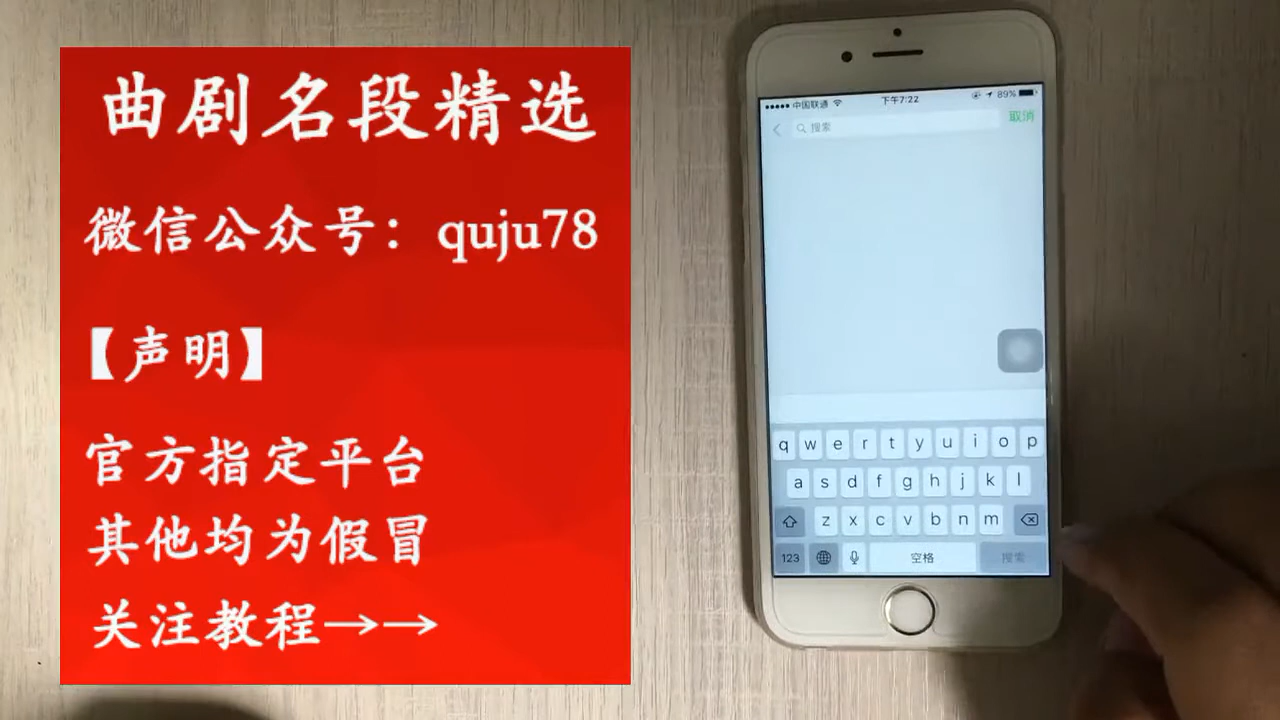 曲剧名段精选
微信公众号：quju78
【声明】
官方指定平台
其他均为假冒
关注教程→→
中国联通 下午7:22 89%
搜索 取消
q w e r t y u i o p
a s d f g h j k l
z x c v b n m
123 空格 搜索